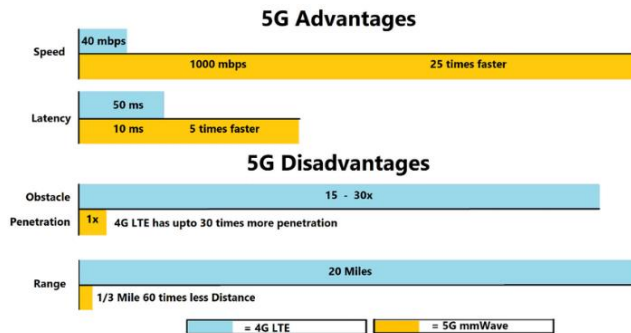 5G Advantages
40 mbps
Speed
1000 mbps 25 times faster
50 ms
Latency
10 ms 5 times faster
5G Disadvantages
Obstacle 15 - 30x
Penetration 1x 4G LTE has upto 30 times more penetration
20 Miles
Range
1/3 Mile 60 times less Distance
= 4G LTE = 5G mmWave